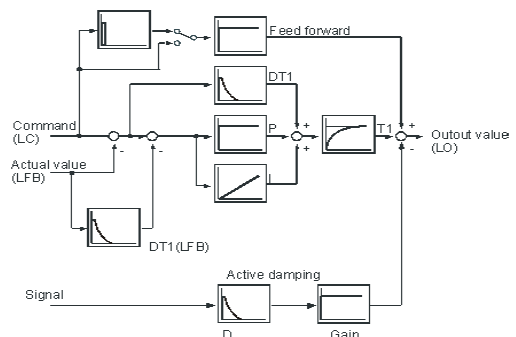 Feed forward
DT1
Command
(LC)
P
T1
Outout value
(LO)
+
+
+
-
-
-
Actual value
(LFB)
I
DT1(LFB)
Active damping
Signal
D
Gain